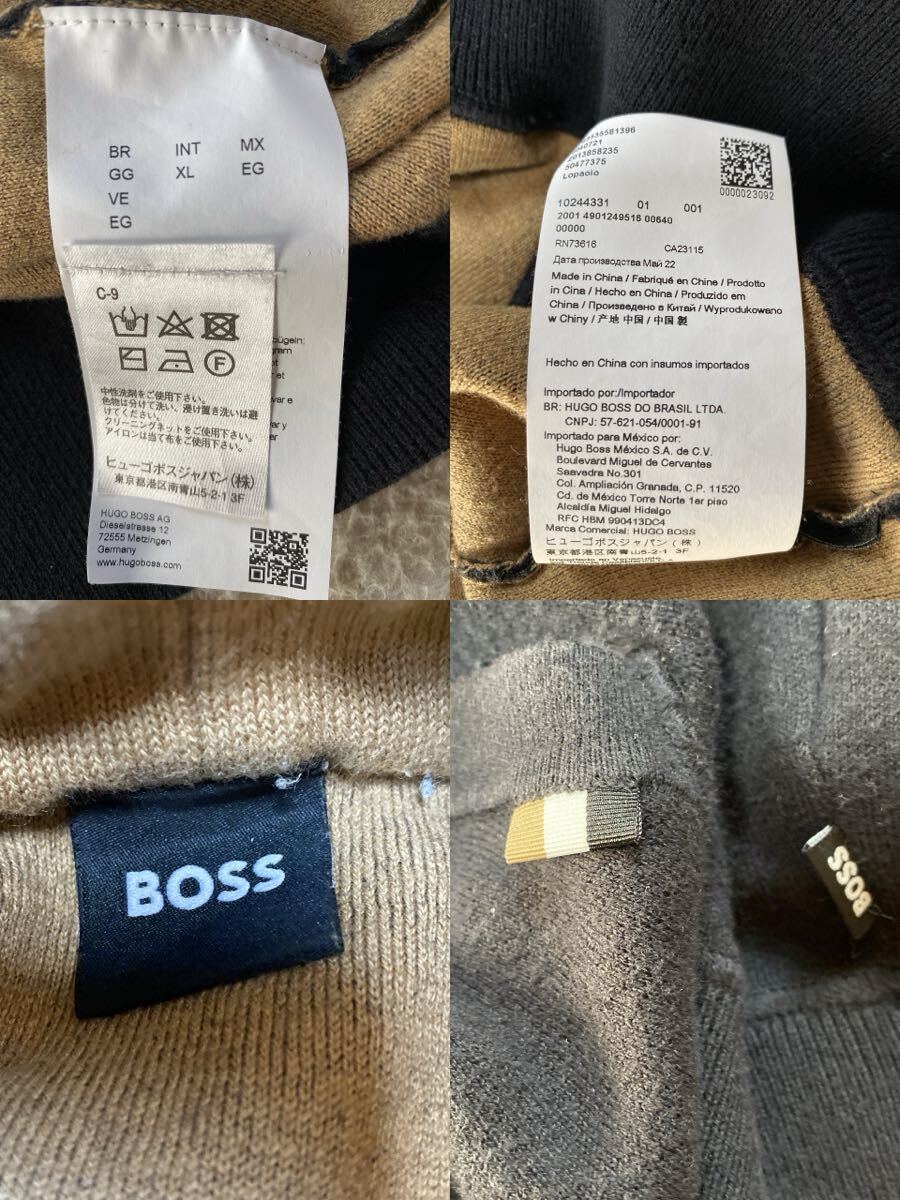 BR INT MX
GG XL EG
VE
EG
C-9
F
中性洗剤をご使用下さい。
色物は分けて洗い、浸け置き洗いは避
けてください。
クリーニングネットをご使用下さい。
アイロンは当て布をご使用下さい。
ヒューゴボスジャパン(株)
東京都港区南青山5-2-1 3F
HUGO BOSS AG
Dieselstrasse 12
72555 Metzingen
Germany
www.hugoboss.com
2013858235
50477375
Lopaolo
0000023092
10244331 01 001
2001 4901249516 00640
00000
RN73616 CA23115
Дата производства Май 22
Made in China / Fabriqué en Chine / Prodotto
in Cina / Hecho en China / Produzido em
China / Произведено в Китай / Wyprodukowano
w Chiny / 产地 中国 / 中国 製
Hecho en China con insumos importados
Importado por:/Importador
BR: HUGO BOSS DO BRASIL LTDA.
CNPJ: 57-621-054/0001-91
Importado para México por:
Hugo Boss México S.A. de C.V.
Boulevard Miguel de Cervantes
Saavedra No.301
Col. Ampliación Granada, C.P. 11520
Cd. de México Torre Norte 1er piso
Alcaldía Miguel Hidalgo
RFC HBM 990413DC4
Marca Comercial: HUGO BOSS
ヒューゴボスジャパン(株)
東京都港区南青山5-2-1 3F
BOSS
BOSS